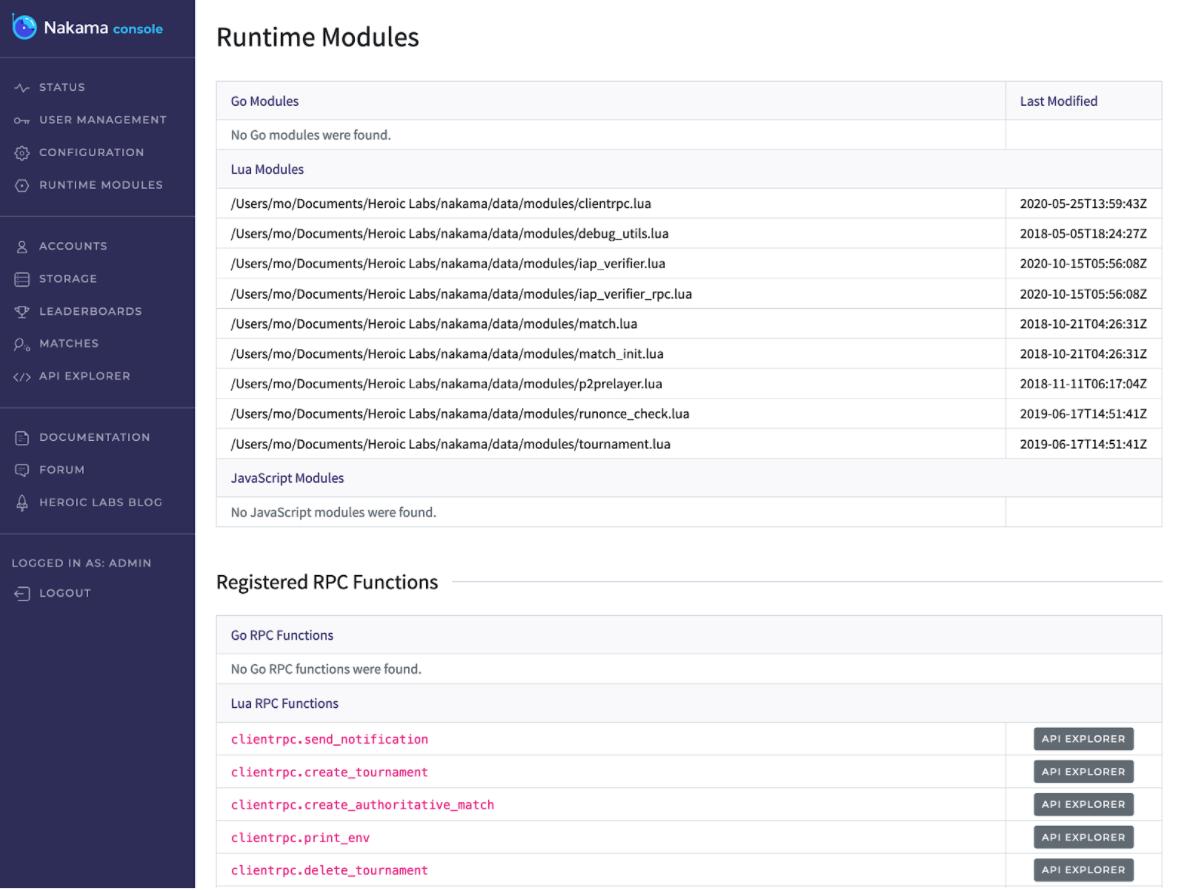 Nakama console
STATUS
USER MANAGEMENT
CONFIGURATION
RUNTIME MODULES
ACCOUNTS
STORAGE
LEADERBOARDS
MATCHES
API EXPLORER
DOCUMENTATION
FORUM
HEROIC LABS BLOG
LOGGED IN AS: ADMIN
LOGOUT
Runtime Modules
Go Modules Last Modified
No Go modules were found.
Lua Modules
/Users/mo/Documents/Heroic Labs/nakama/data/modules/clientrpc.lua 2020-05-25T13:59:43Z
/Users/mo/Documents/Heroic Labs/nakama/data/modules/debug_utils.lua 2018-05-05T18:24:27Z
/Users/mo/Documents/Heroic Labs/nakama/data/modules/iap_verifier.lua 2020-10-15T05:56:08Z
/Users/mo/Documents/Heroic Labs/nakama/data/modules/iap_verifier_rpc.lua 2020-10-15T05:56:08Z
/Users/mo/Documents/Heroic Labs/nakama/data/modules/match.lua 2018-10-21T04:26:31Z
/Users/mo/Documents/Heroic Labs/nakama/data/modules/match_init.lua 2018-10-21T04:26:31Z
/Users/mo/Documents/Heroic Labs/nakama/data/modules/p2prelayer.lua 2018-11-11T06:17:04Z
/Users/mo/Documents/Heroic Labs/nakama/data/modules/runonce_check.lua 2019-06-17T14:51:41Z
/Users/mo/Documents/Heroic Labs/nakama/data/modules/tournament.lua 2019-06-17T14:51:41Z
JavaScript Modules
No JavaScript modules were found.
Registered RPC Functions
Go RPC Functions
No Go RPC functions were found.
Lua RPC Functions
clientrpc.send_notification API EXPLORER
clientrpc.create_tournament API EXPLORER
clientrpc.create_authoritative_match API EXPLORER
clientrpc.print_env API EXPLORER
clientrpc.delete_tournament API EXPLORER